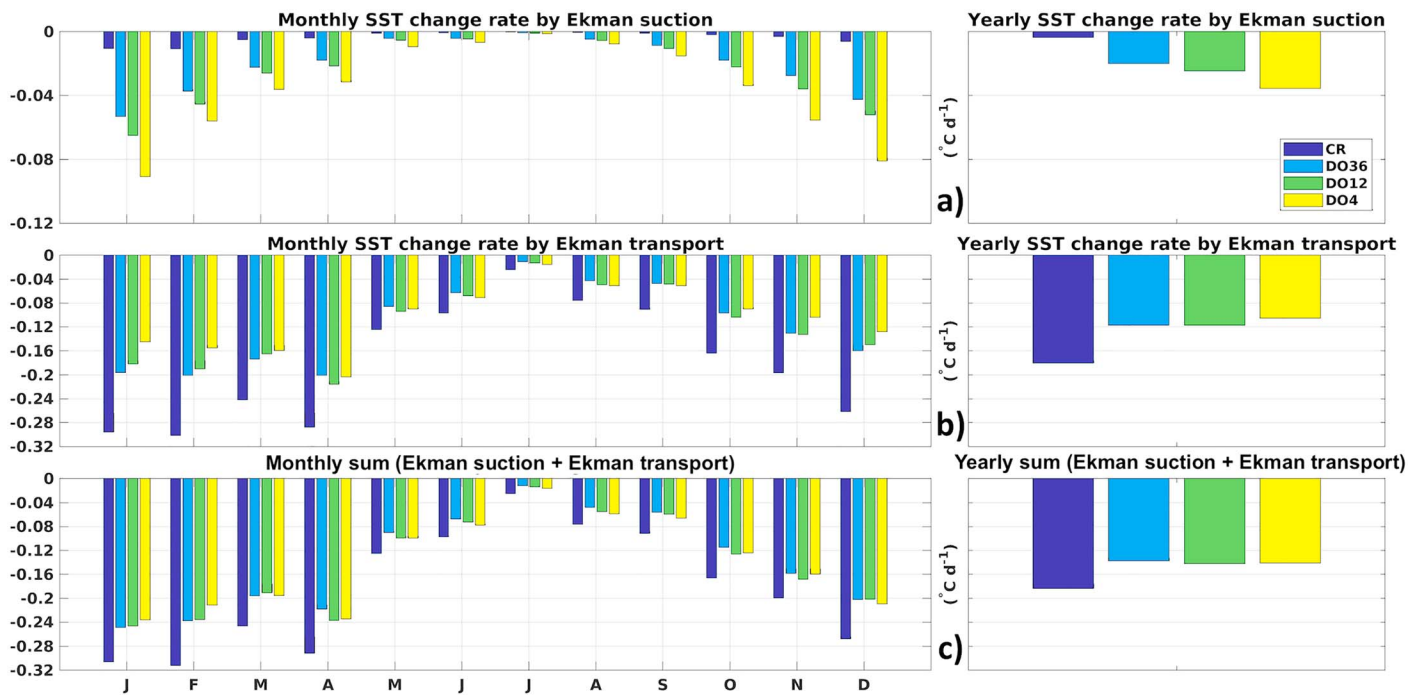 Monthly SST change rate by Ekman suction
0
-0.04
-0.08
-0.12
Yearly SST change rate by Ekman suction
(°C d-1)
CR
DO36
DO12
DO4
a)
Monthly SST change rate by Ekman transport
0
-0.04
-0.08
-0.12
-0.16
-0.2
-0.24
-0.28
-0.32
Yearly SST change rate by Ekman transport
(°C d-1)
b)
Monthly sum (Ekman suction + Ekman transport)
0
-0.04
-0.08
-0.12
-0.16
-0.2
-0.24
-0.28
-0.32
J F M A M J J A S O N D
Yearly sum (Ekman suction + Ekman transport)
(°C d-1)
c)